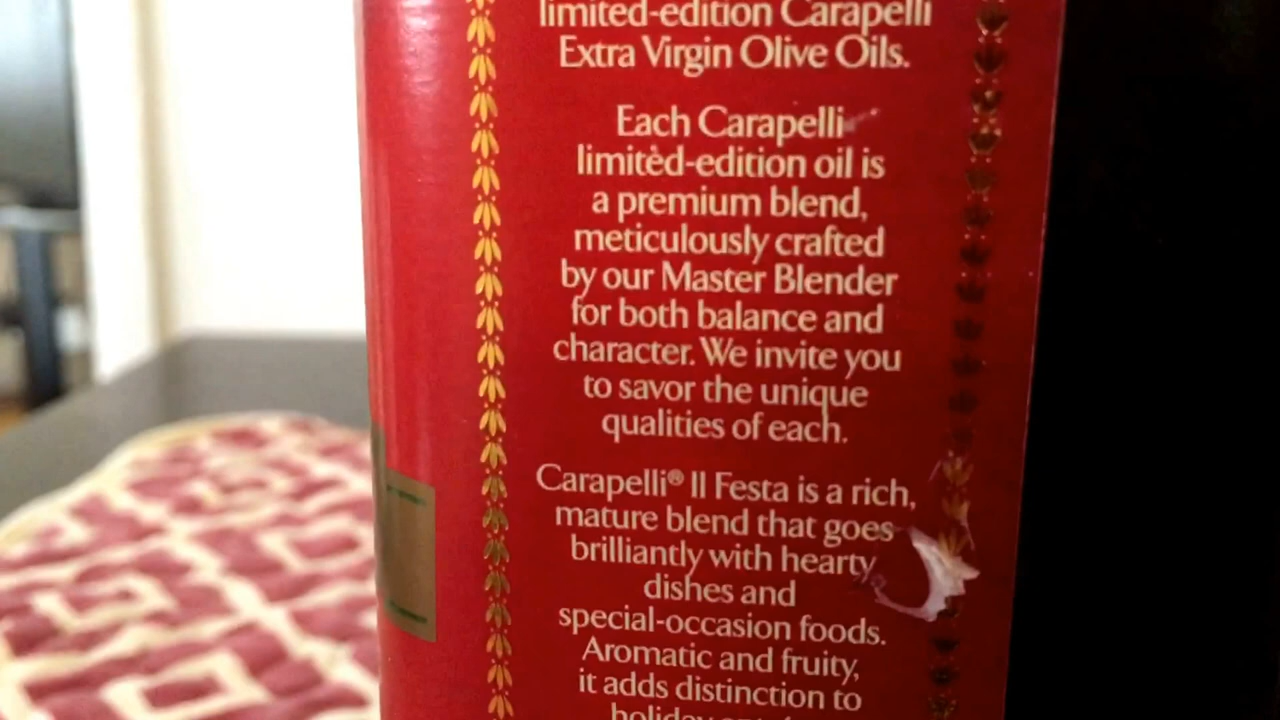 limited-edition Carapelli
Extra Virgin Olive Oils.
Each Carapelli
limited-edition oil is
a premium blend,
meticulously crafted
by our Master Blender
for both balance and
character. We invite you
to savor the unique
qualities of each.
Carapelli® Il Festa is a rich,
mature blend that goes
brilliantly with hearty
dishes and
special-occasion foods.
Aromatic and fruity,
it adds distinction to
holiday